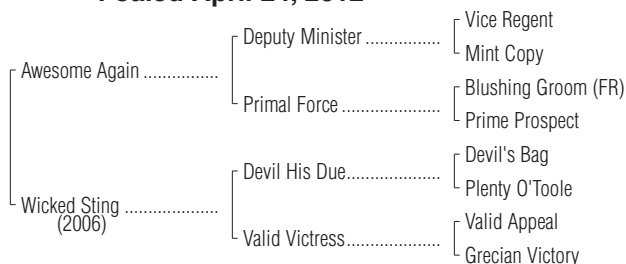 Foaled April 24, 2012
Vice Regent
Deputy Minister ................
Mint Copy
Awesome Again ................
Blushing Groom (FR)
Primal Force .....................
Prime Prospect
Devil's Bag
Devil His Due....................
Plenty O'Toole
Wicked Sting ....................
(2006)
Valid Appeal
Valid Victress....................
Grecian Victory